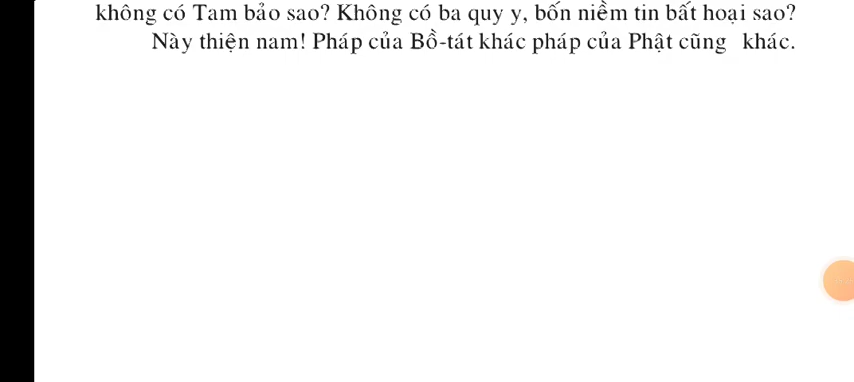 không có Tam bảo sao? Không có ba quy y, bốn niềm tin bất hoại sao?
Này thiện nam! Pháp của Bồ-tát khác pháp của Phật cũng khác.